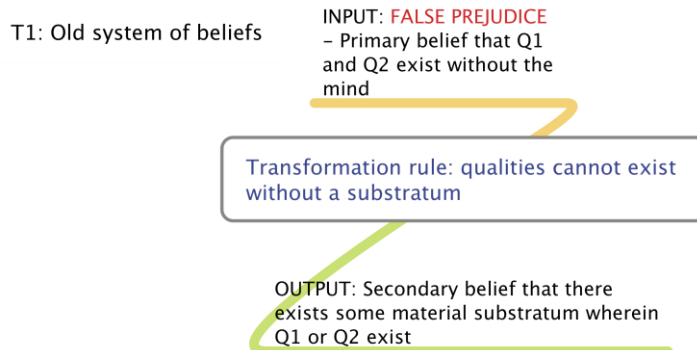 T1: Old system of beliefs
INPUT: FALSE PREJUDICE
– Primary belief that Q1
and Q2 exist without the
mind
Transformation rule: qualities cannot exist
without a substratum
OUTPUT: Secondary belief that there
exists some material substratum wherein
Q1 or Q2 exist